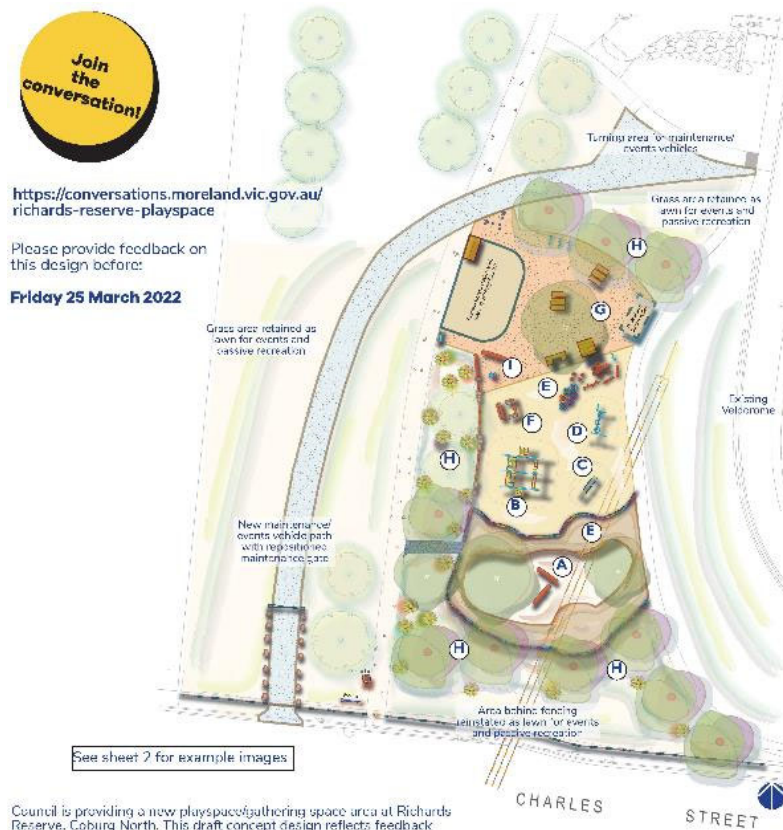 Join
the
conversation!
https://conversations.moreland.vic.gov.au/
richards-reserve-playspace
Please provide feedback on
this design before:
Friday 25 March 2022
Turning area for maintenance/
events vehicles
Grass area retained as
lawn for events and
passive recreation
H
G
Grass area retained as
lawn for events and
passive recreation
I
E
F
D
Existing
Velodrome
H
C
B
E
New maintenance/
events vehicle path
with repositioned
maintenance gate
A
H
H
Area behind fencing
reinstated as lawn for events
and passive recreation
See sheet 2 for example images
CHARLES STREET
Council is providing a new playspace/gathering space area at Richards
Reserve, Coburg North. This draft concept design reflects feedback